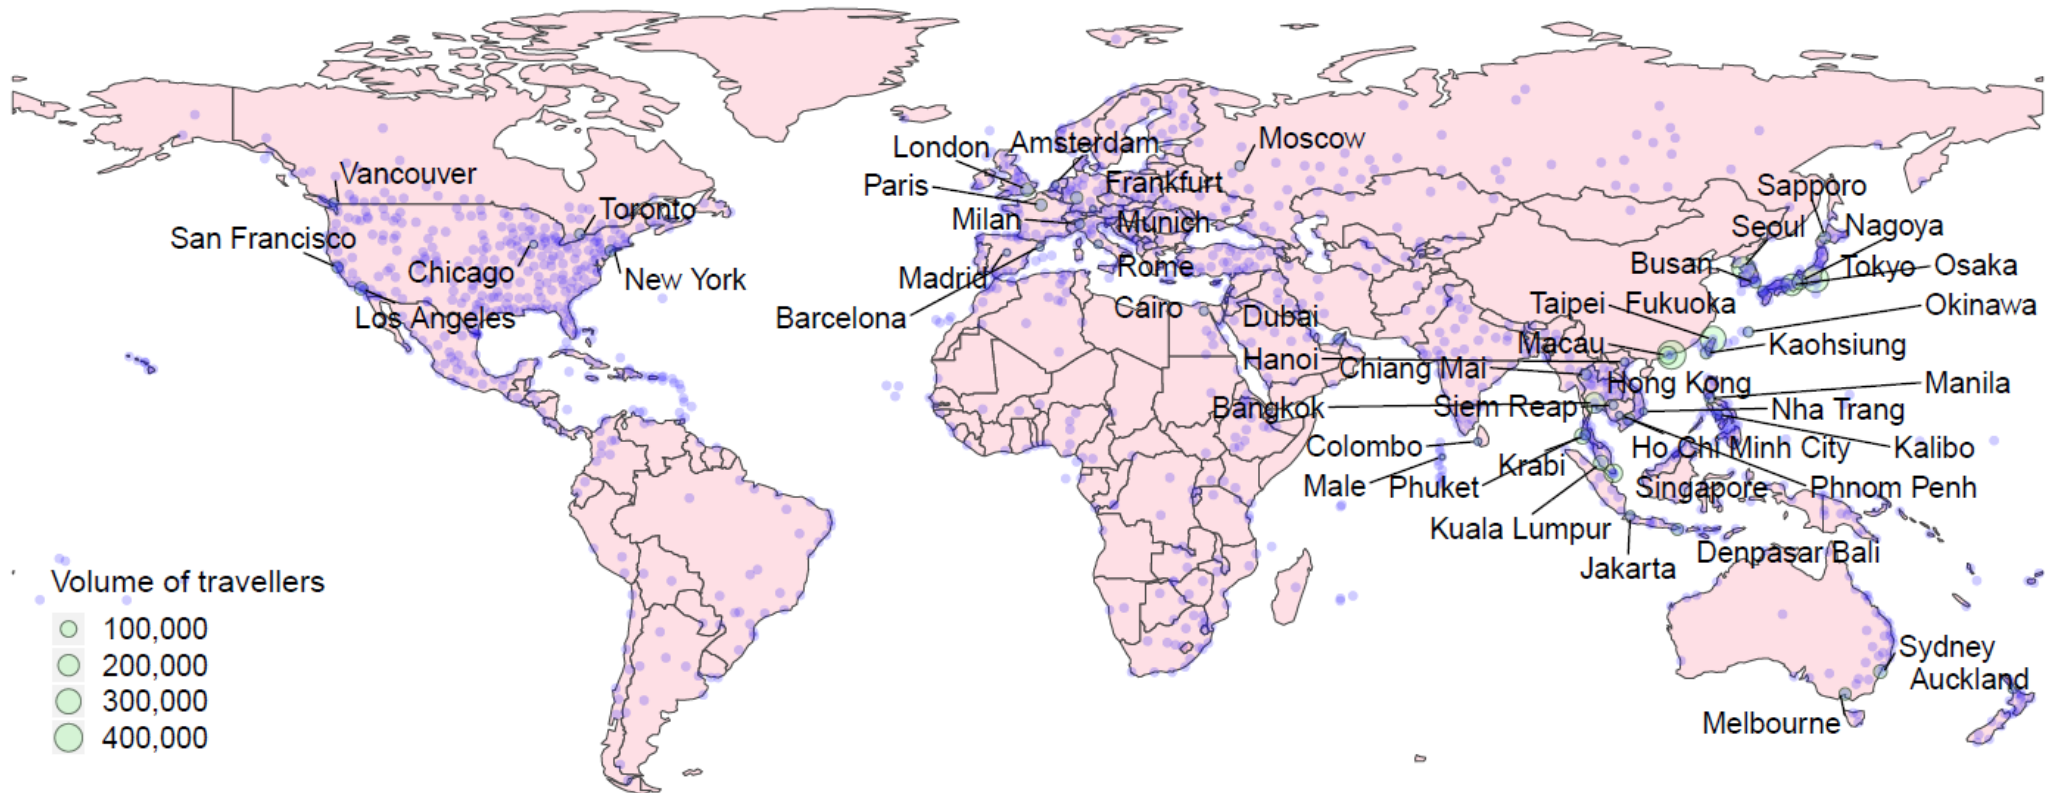 London
Amsterdam
Moscow
Vancouver
Paris
Frankfurt
Sapporo
Toronto
Milan
Munich
Seoul
Nagoya
San Francisco
Chicago
New York
Madrid
Rome
Busan
Tokyo
Osaka
Los Angeles
Barcelona
Cairo
Dubai
Taipei
Fukuoka
Okinawa
Macau
Kaohsiung
Hanoi
Chiang Mai
Hong Kong
Manila
Bangkok
Siem Reap
Nha Trang
Colombo
Ho Chi Minh City
Kalibo
Krabi
Male
Phuket
Singapore
Phnom Penh
Kuala Lumpur
Denpasar Bali
Jakarta
Volume of travellers
100,000
200,000
300,000
400,000
Sydney
Auckland
Melbourne